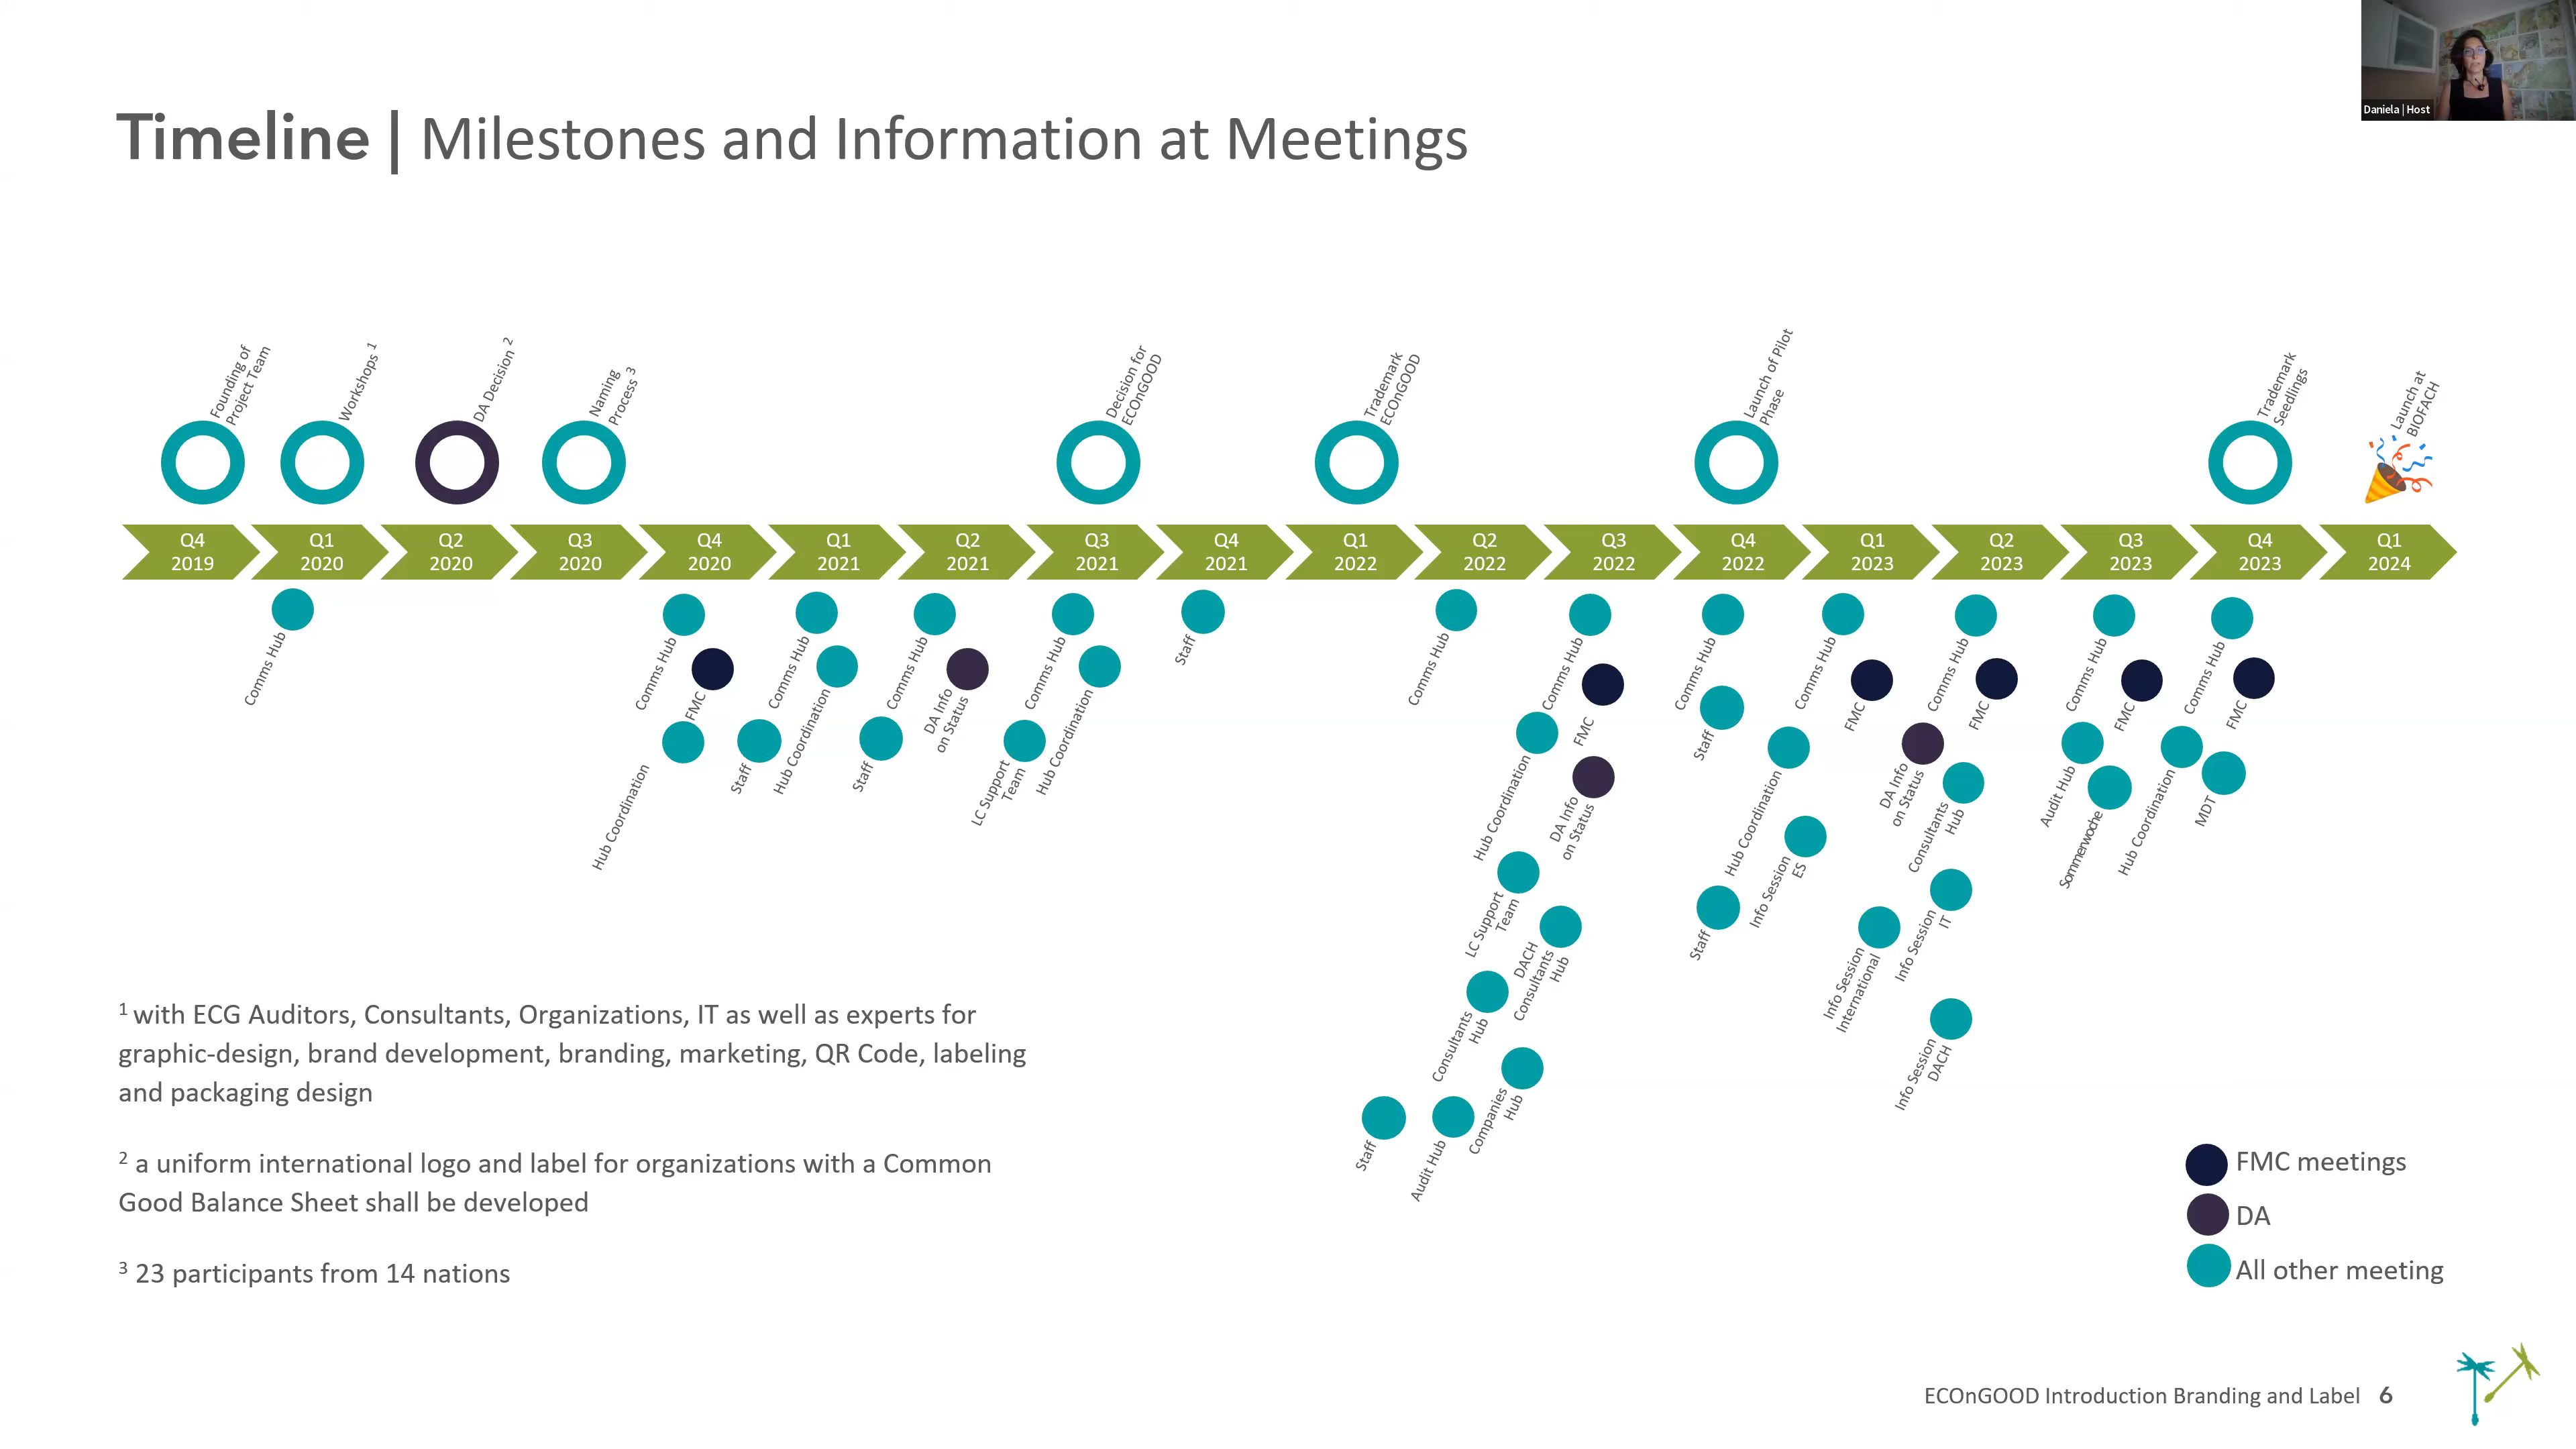 Daniela | Host
Timeline | Milestones and Information at Meetings
Founding of
Project Team
Workshops 1
DA Decision 2
Naming
Process 3
Decision for
ECOnGOOD
Trademark
ECOnGOOD
Launch of Pilot
Phase
Trademark
Seedlings
Launch at
BIOFACH
Q4
2019
Q1
2020
Q2
2020
Q3
2020
Q4
2020
Q1
2021
Q2
2021
Q3
2021
Q4
2021
Q1
2022
Q2
2022
Q3
2022
Q4
2022
Q1
2023
Q2
2023
Q3
2023
Q4
2023
Q1
2024
Comms Hub
Comms Hub
FMC
Hub Coordination
Comms Hub
Hub Coordination
Staff
Comms Hub
DA Info
on Status
Staff
Comms Hub
Hub Coordination
LC Support
Team
Staff
Comms Hub
Comms Hub
FMC
Hub Coordination
DA Info
on Status
LC Support
Team
DACH
Consultants
Hub
Consultants
Hub
Companies
Hub
Staff
Audit Hub
Comms Hub
Staff
Hub Coordination
Info Session
ES
Staff
Comms Hub
FMC
DA Info
on Status
Info Session
International
Comms Hub
FMC
Consultants
Hub
Info Session
IT
Info Session
DACH
Comms Hub
FMC
Audit Hub
Sommerwoche
Comms Hub
FMC
Hub Coordination
MDT
1 with ECG Auditors, Consultants, Organizations, IT as well as experts for
graphic-design, brand development, branding, marketing, QR Code, labeling
and packaging design
2 a uniform international logo and label for organizations with a Common
Good Balance Sheet shall be developed
3 23 participants from 14 nations
FMC meetings
DA
All other meeting
ECOnGOOD Introduction Branding and Label 6